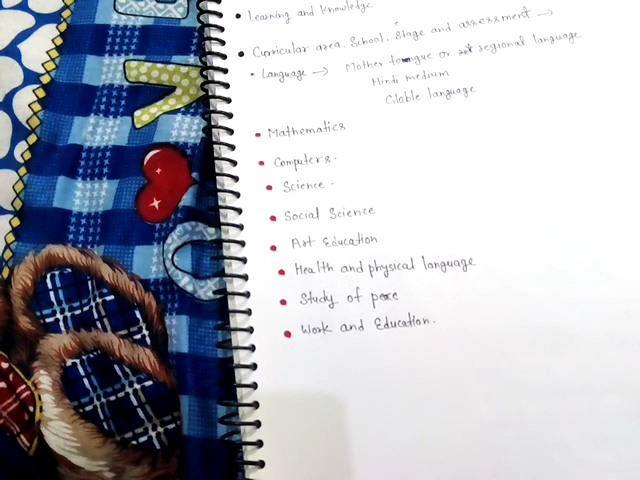 • Learning and knowledge
• Curricular area. School. Stage and assessment →
• Language → Mother tongue or regional language
Hindi medium
Globle language
• Mathematics
• Computers.
• Science.
• Social Science
• Art Education
• Health and physical language
• Study of pece
• Work and Education.